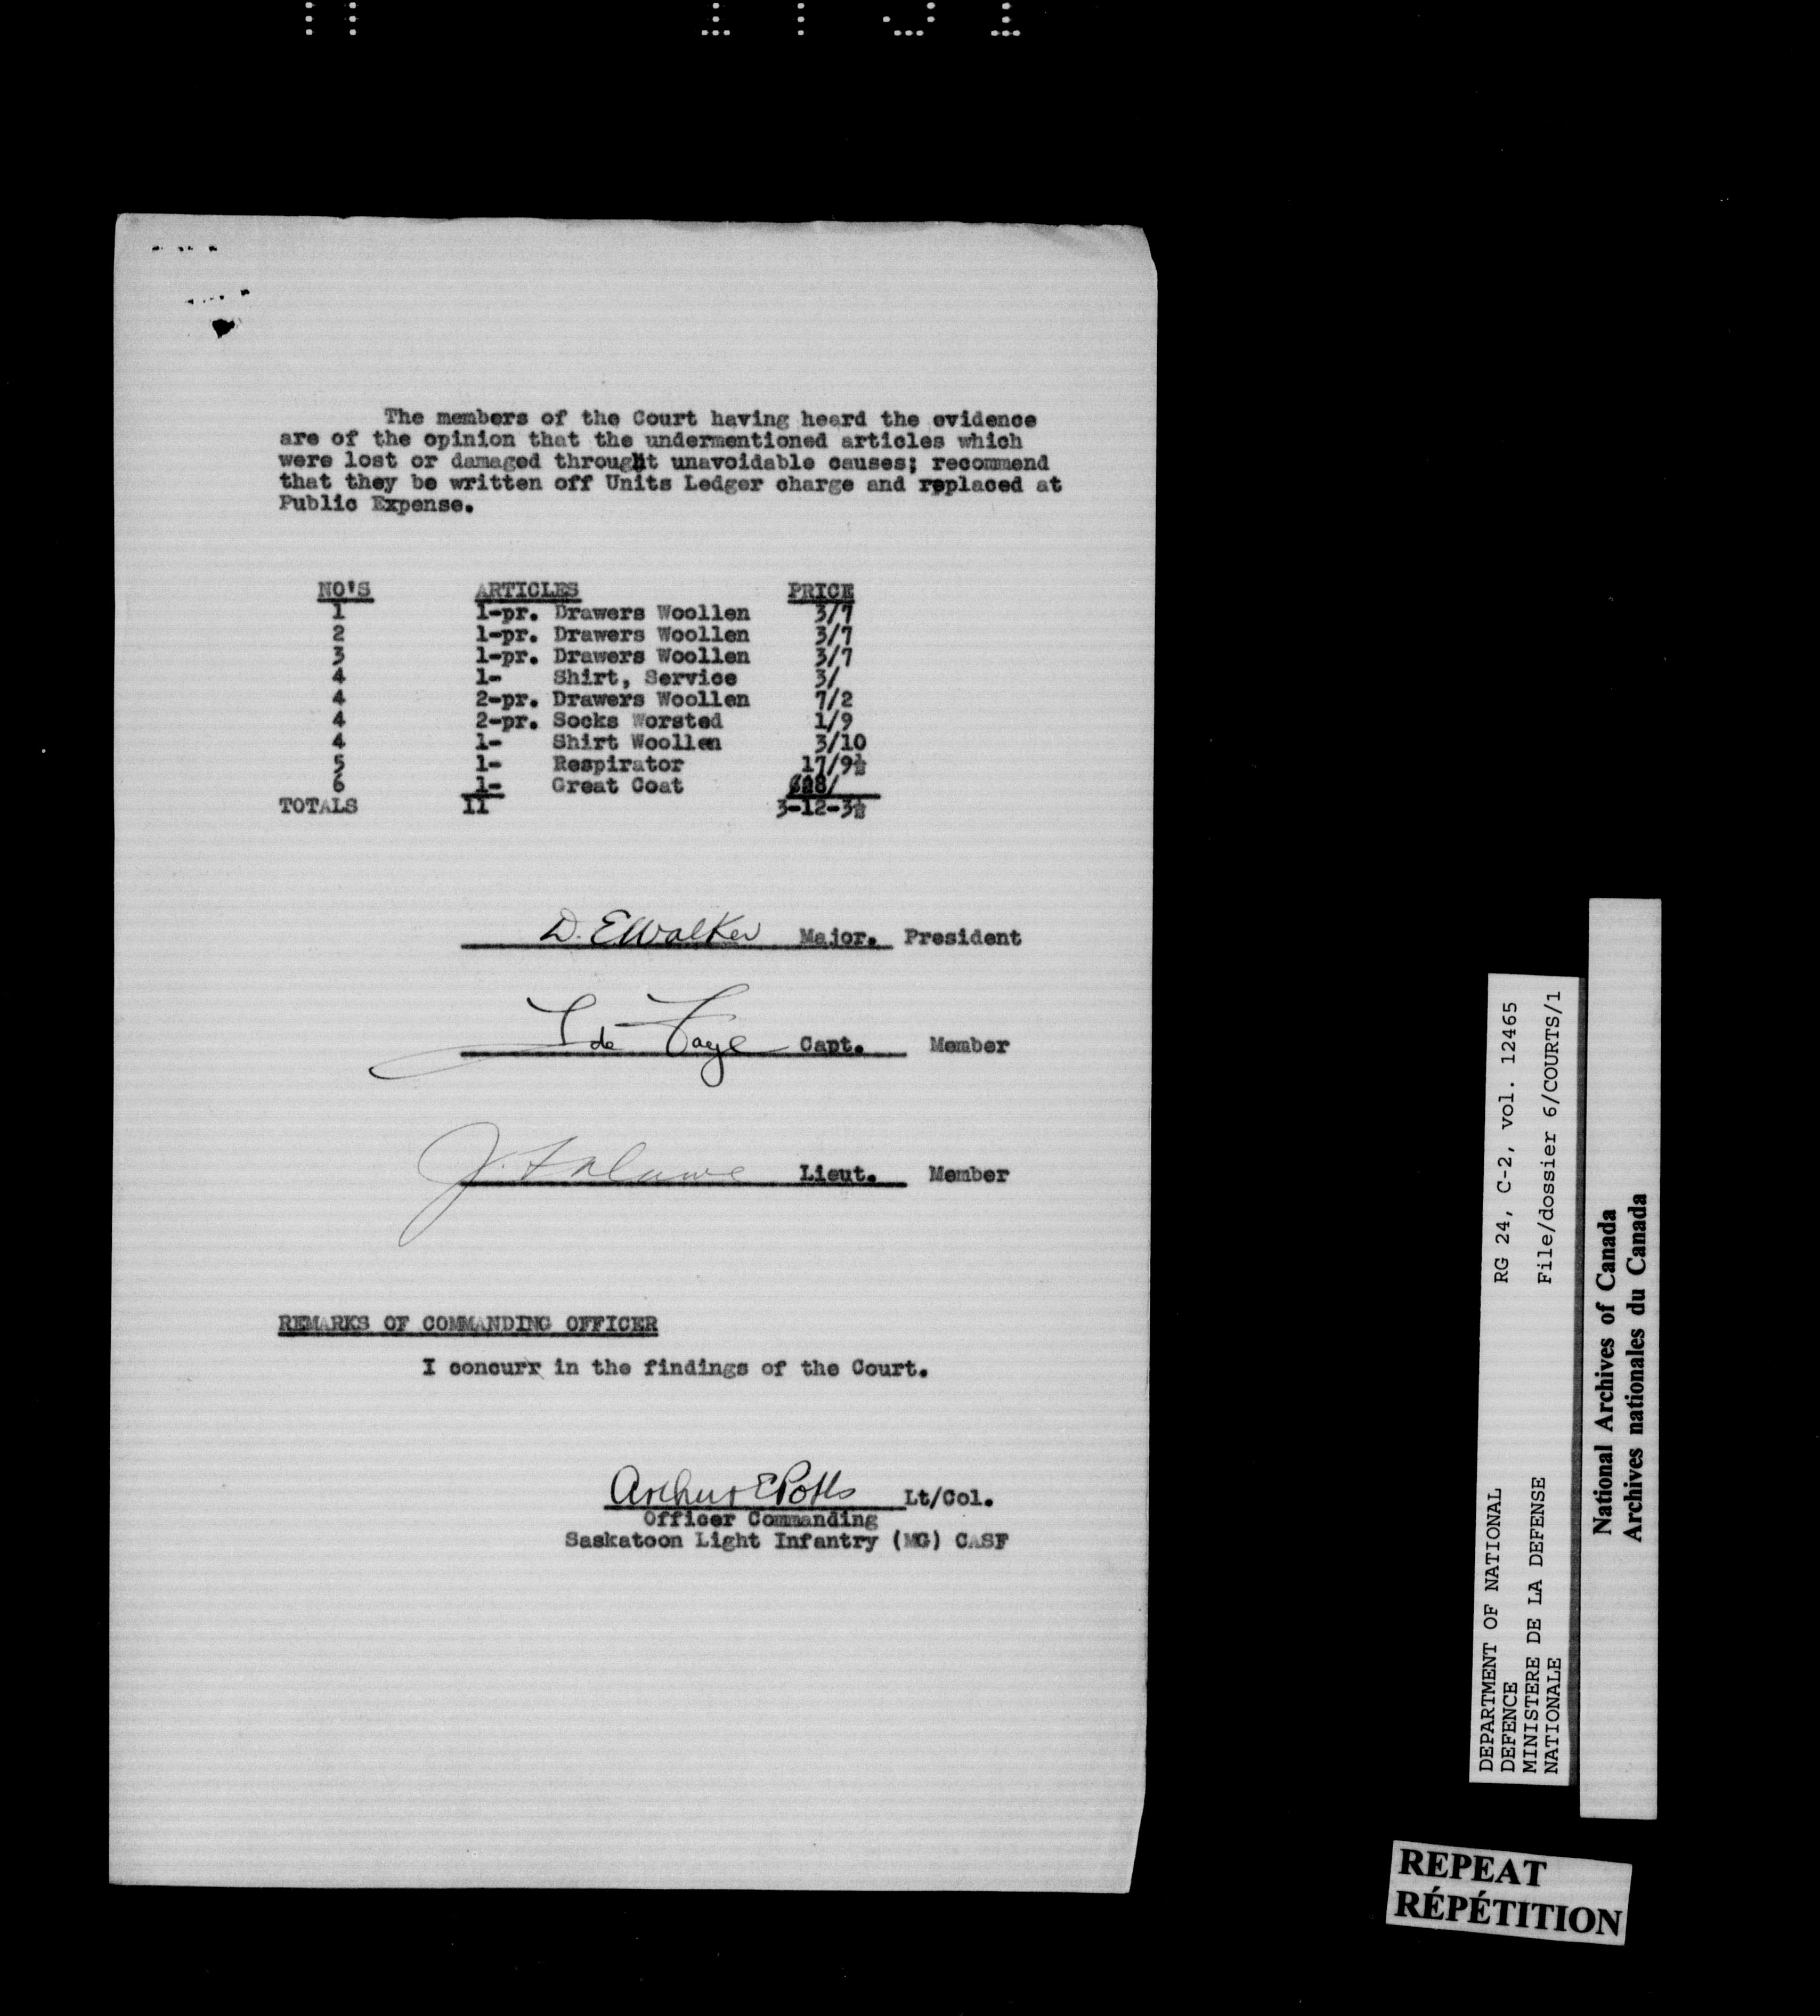 The members of the Court having heard the evidence
are of the opinion that the undermentioned articles which
were lost or damaged throught unavoidable causes; recommend
that they be written off Units Ledger charge and replaced at
Public Expense.
NO'S ARTICLES PRICE
1 1-pr. Drawers Woollen 3/7
2 1-pr. Drawers Woollen 3/7
3 1-pr. Drawers Woollen 3/7
4 1- Shirt, Service 3/
4 2-pr. Drawers Woollen 7/2
4 2-pr. Socks Worsted 1/9
4 1- Shirt Woollen 3/10
5 1- Respirator 17/9½
6 1- Great Coat 28/
TOTALS 11 3-12-3½
D. E Walker Major. President
de Faye Capt. Member
J. Lieut. Member
REMARKS OF COMMANDING OFFICER
I concurr in the findings of the Court.
Arthur E Potts Lt/Col.
Officer Commanding
Saskatoon Light Infantry (MG) CASF
DEPARTMENT OF NATIONAL RG 24, C-2, vol. 12465
DEFENCE
MINISTERE DE LA DEFENSE File/dossier 6/COURTS/1
NATIONALE
National Archives of Canada
Archives nationales du Canada
REPEAT
RÉPÉTITION